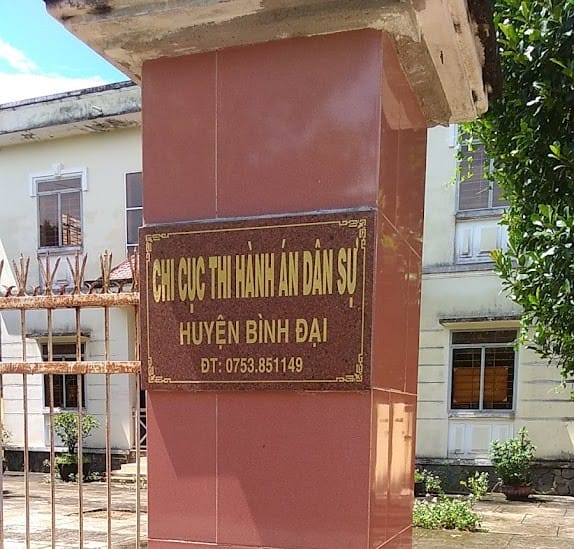 CHI CỤC THI HÀNH ÁN DÂN SỰ
HUYỆN BÌNH ĐẠI
ĐT: 0753.851149